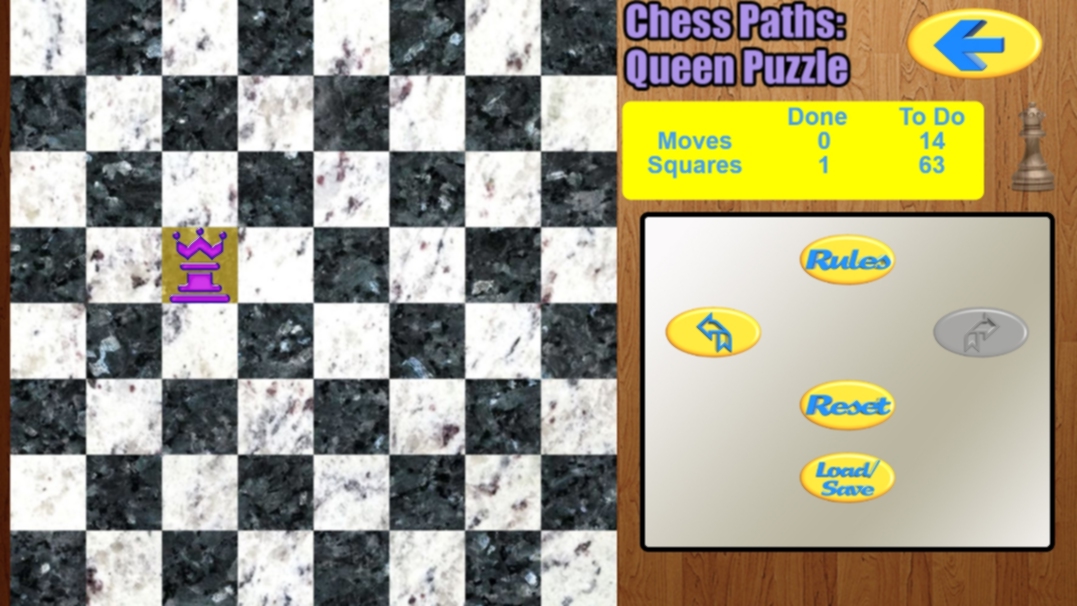 Chess Paths:
Queen Puzzle
Done To Do
Moves 0 14
Squares 1 63
Rules
Reset
Load/
Save